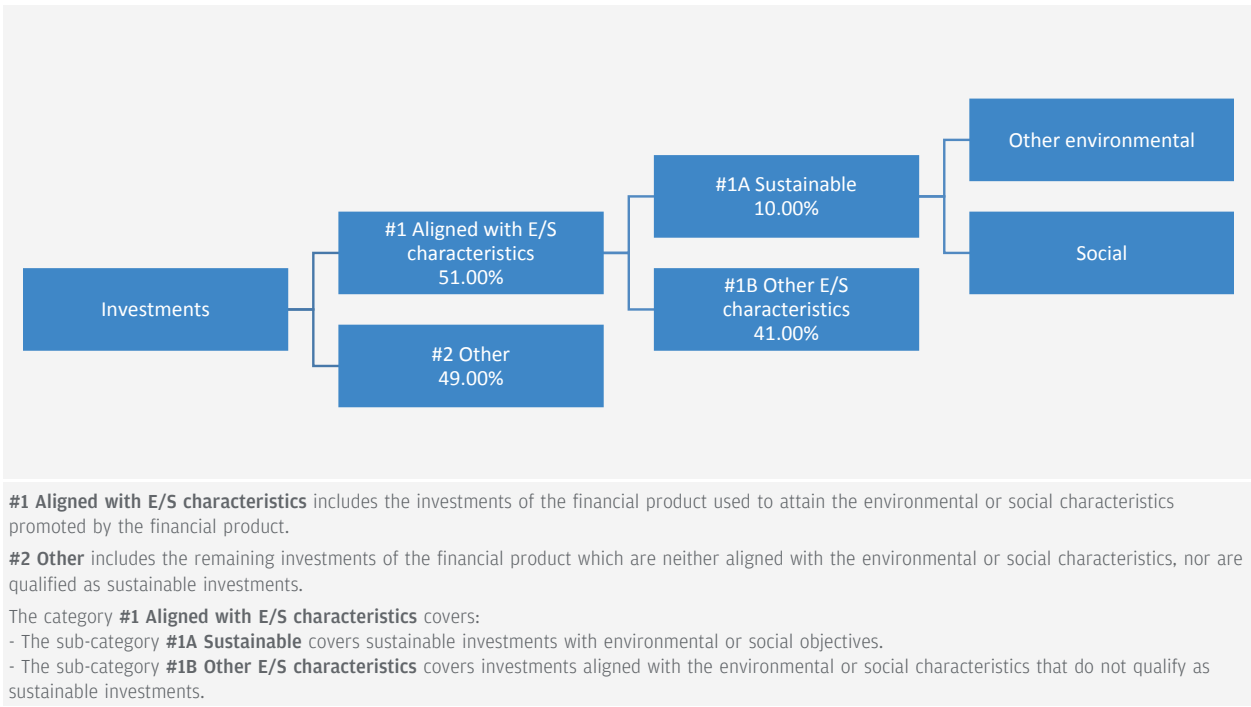 Investments
#1 Aligned with E/S
characteristics
51.00%
#2 Other
49.00%
#1A Sustainable
10.00%
#1B Other E/S
characteristics
41.00%
Other environmental
Social
#1 Aligned with E/S characteristics includes the investments of the financial product used to attain the environmental or social characteristics
promoted by the financial product.
#2 Other includes the remaining investments of the financial product which are neither aligned with the environmental or social characteristics, nor are
qualified as sustainable investments.
The category #1 Aligned with E/S characteristics covers:
- The sub-category #1A Sustainable covers sustainable investments with environmental or social objectives.
- The sub-category #1B Other E/S characteristics covers investments aligned with the environmental or social characteristics that do not qualify as
sustainable investments.